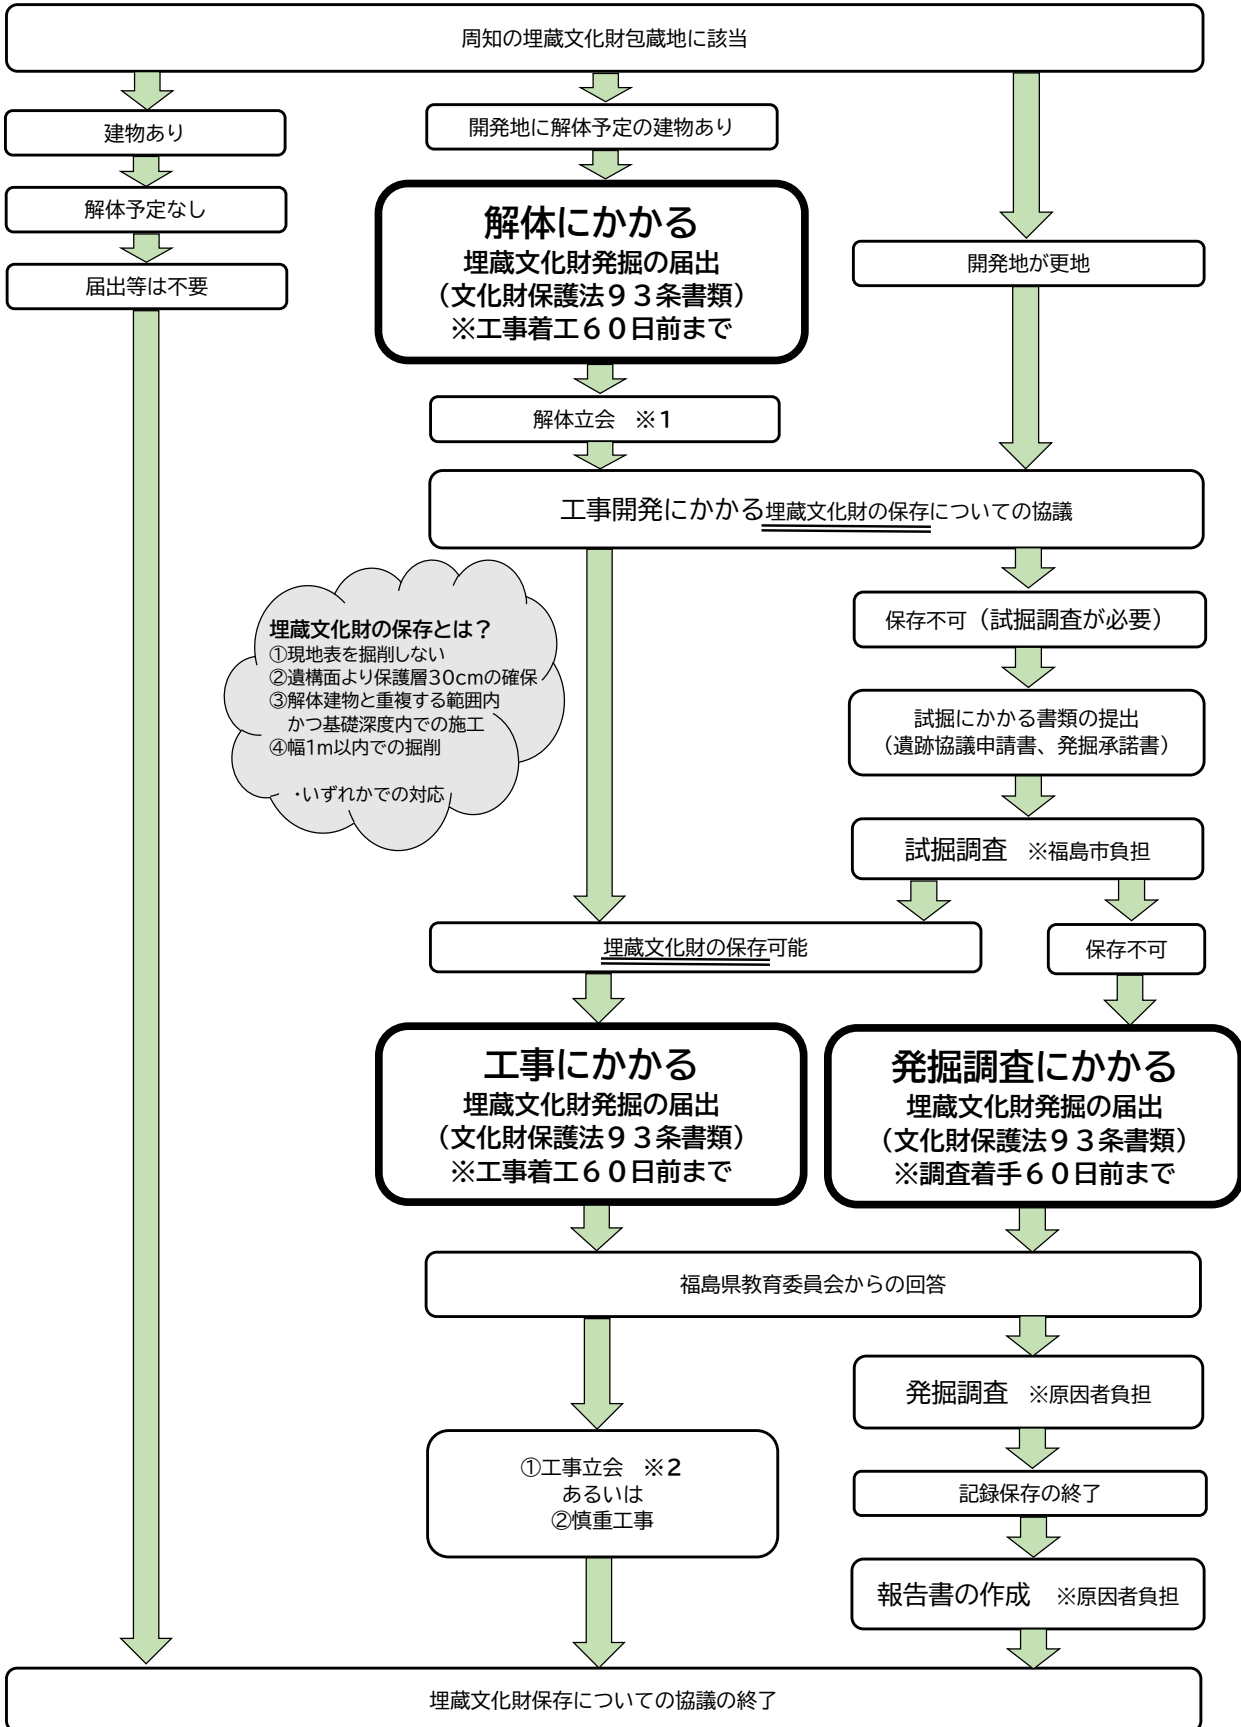 周知の埋蔵文化財包蔵地に該当
建物あり
解体予定なし
届出等は不要
開発地に解体予定の建物あり
解体にかかる
埋蔵文化財発掘の届出
（文化財保護法９３条書類）
※工事着工６０日前まで
解体立会　※1
開発地が更地
工事開発にかかる埋蔵文化財の保存についての協議
埋蔵文化財の保存とは？
①現地表を掘削しない
②遺構面より保護層30cmの確保
③解体建物と重複する範囲内
かつ基礎深度内での施工
④幅1m以内での掘削
・いずれかでの対応
保存不可（試掘調査が必要）
試掘にかかる書類の提出
（遺跡協議申請書、発掘承諾書）
試掘調査　※福島市負担
埋蔵文化財の保存可能
保存不可
工事にかかる
埋蔵文化財発掘の届出
（文化財保護法９３条書類）
※工事着工６０日前まで
発掘調査にかかる
埋蔵文化財発掘の届出
（文化財保護法９３条書類）
※調査着手６０日前まで
福島県教育委員会からの回答
①工事立会　※2
あるいは
②慎重工事
発掘調査　※原因者負担
記録保存の終了
報告書の作成　※原因者負担
埋蔵文化財保存についての協議の終了